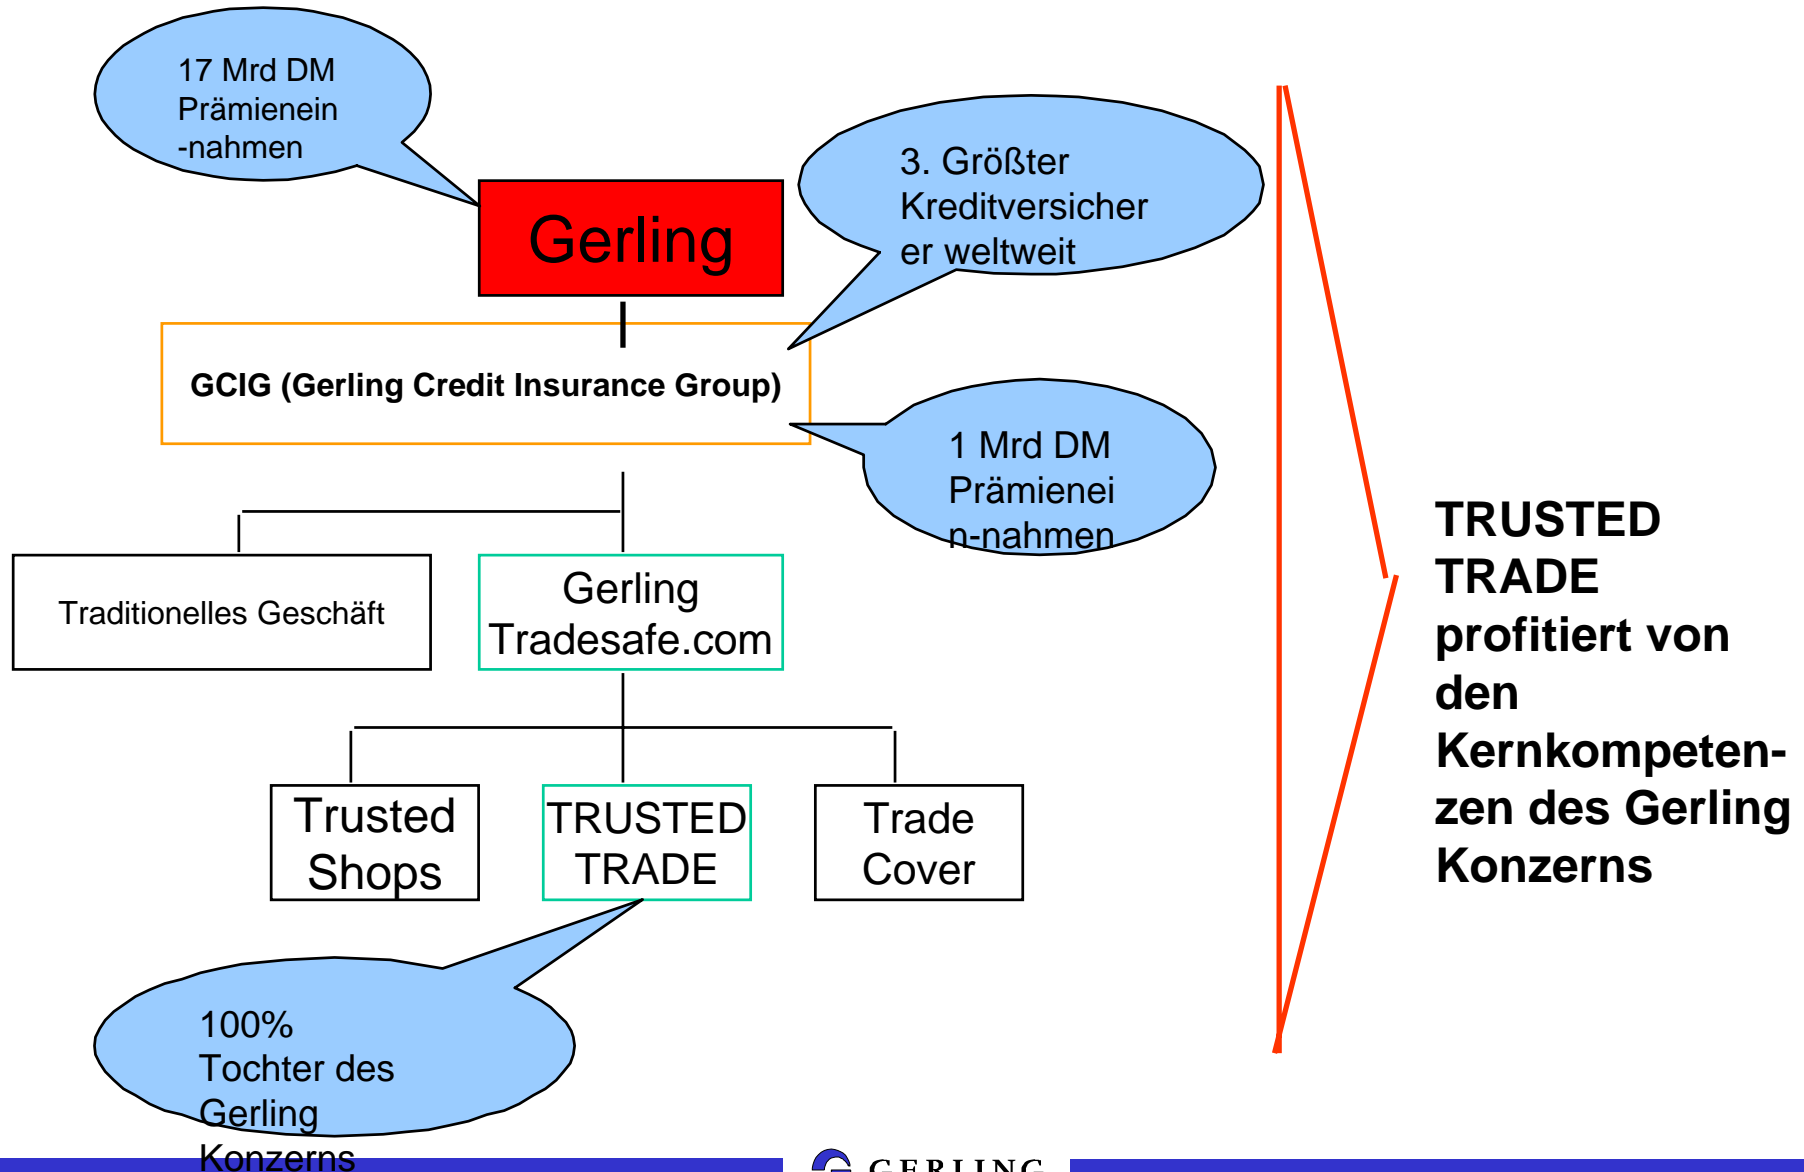 17 Mrd DM
Prämienein
-nahmen
3. Größter
Kreditversicher
er weltweit
Gerling
GCIG (Gerling Credit Insurance Group)
1 Mrd DM
Prämienei
n-nahmen
Traditionelles Geschäft
Gerling
Tradesafe.com
Trusted
Shops
TRUSTED
TRADE
Trade
Cover
100%
Tochter des
Gerling
Konzerns
TRUSTED
TRADE
profitiert von
den
Kernkompeten-
zen des Gerling
Konzerns
GERLING